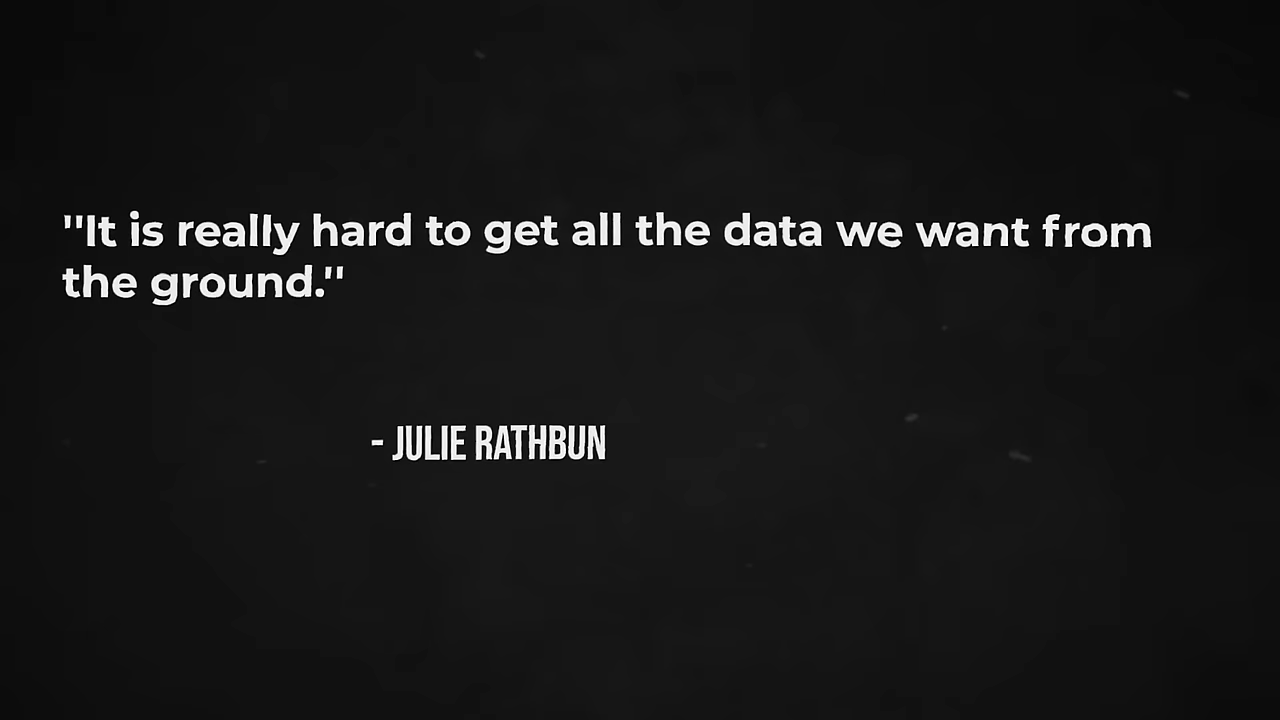 "It is really hard to get all the data we want from
the ground."
- JULIE RATHBUN